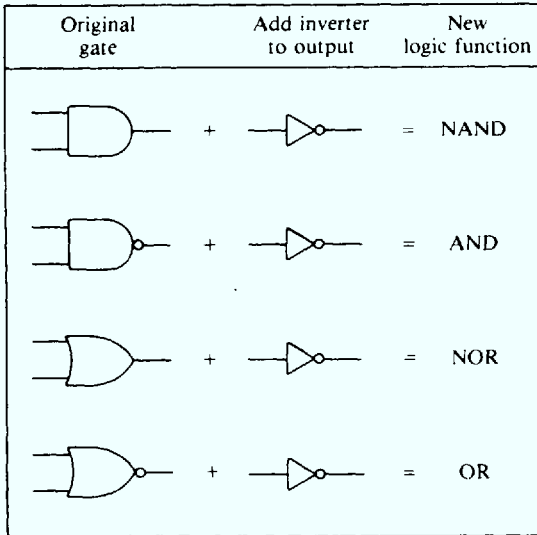 Original gate
Add inverter to output
New logic function
+ = NAND
+ = AND
+ = NOR
+ = OR